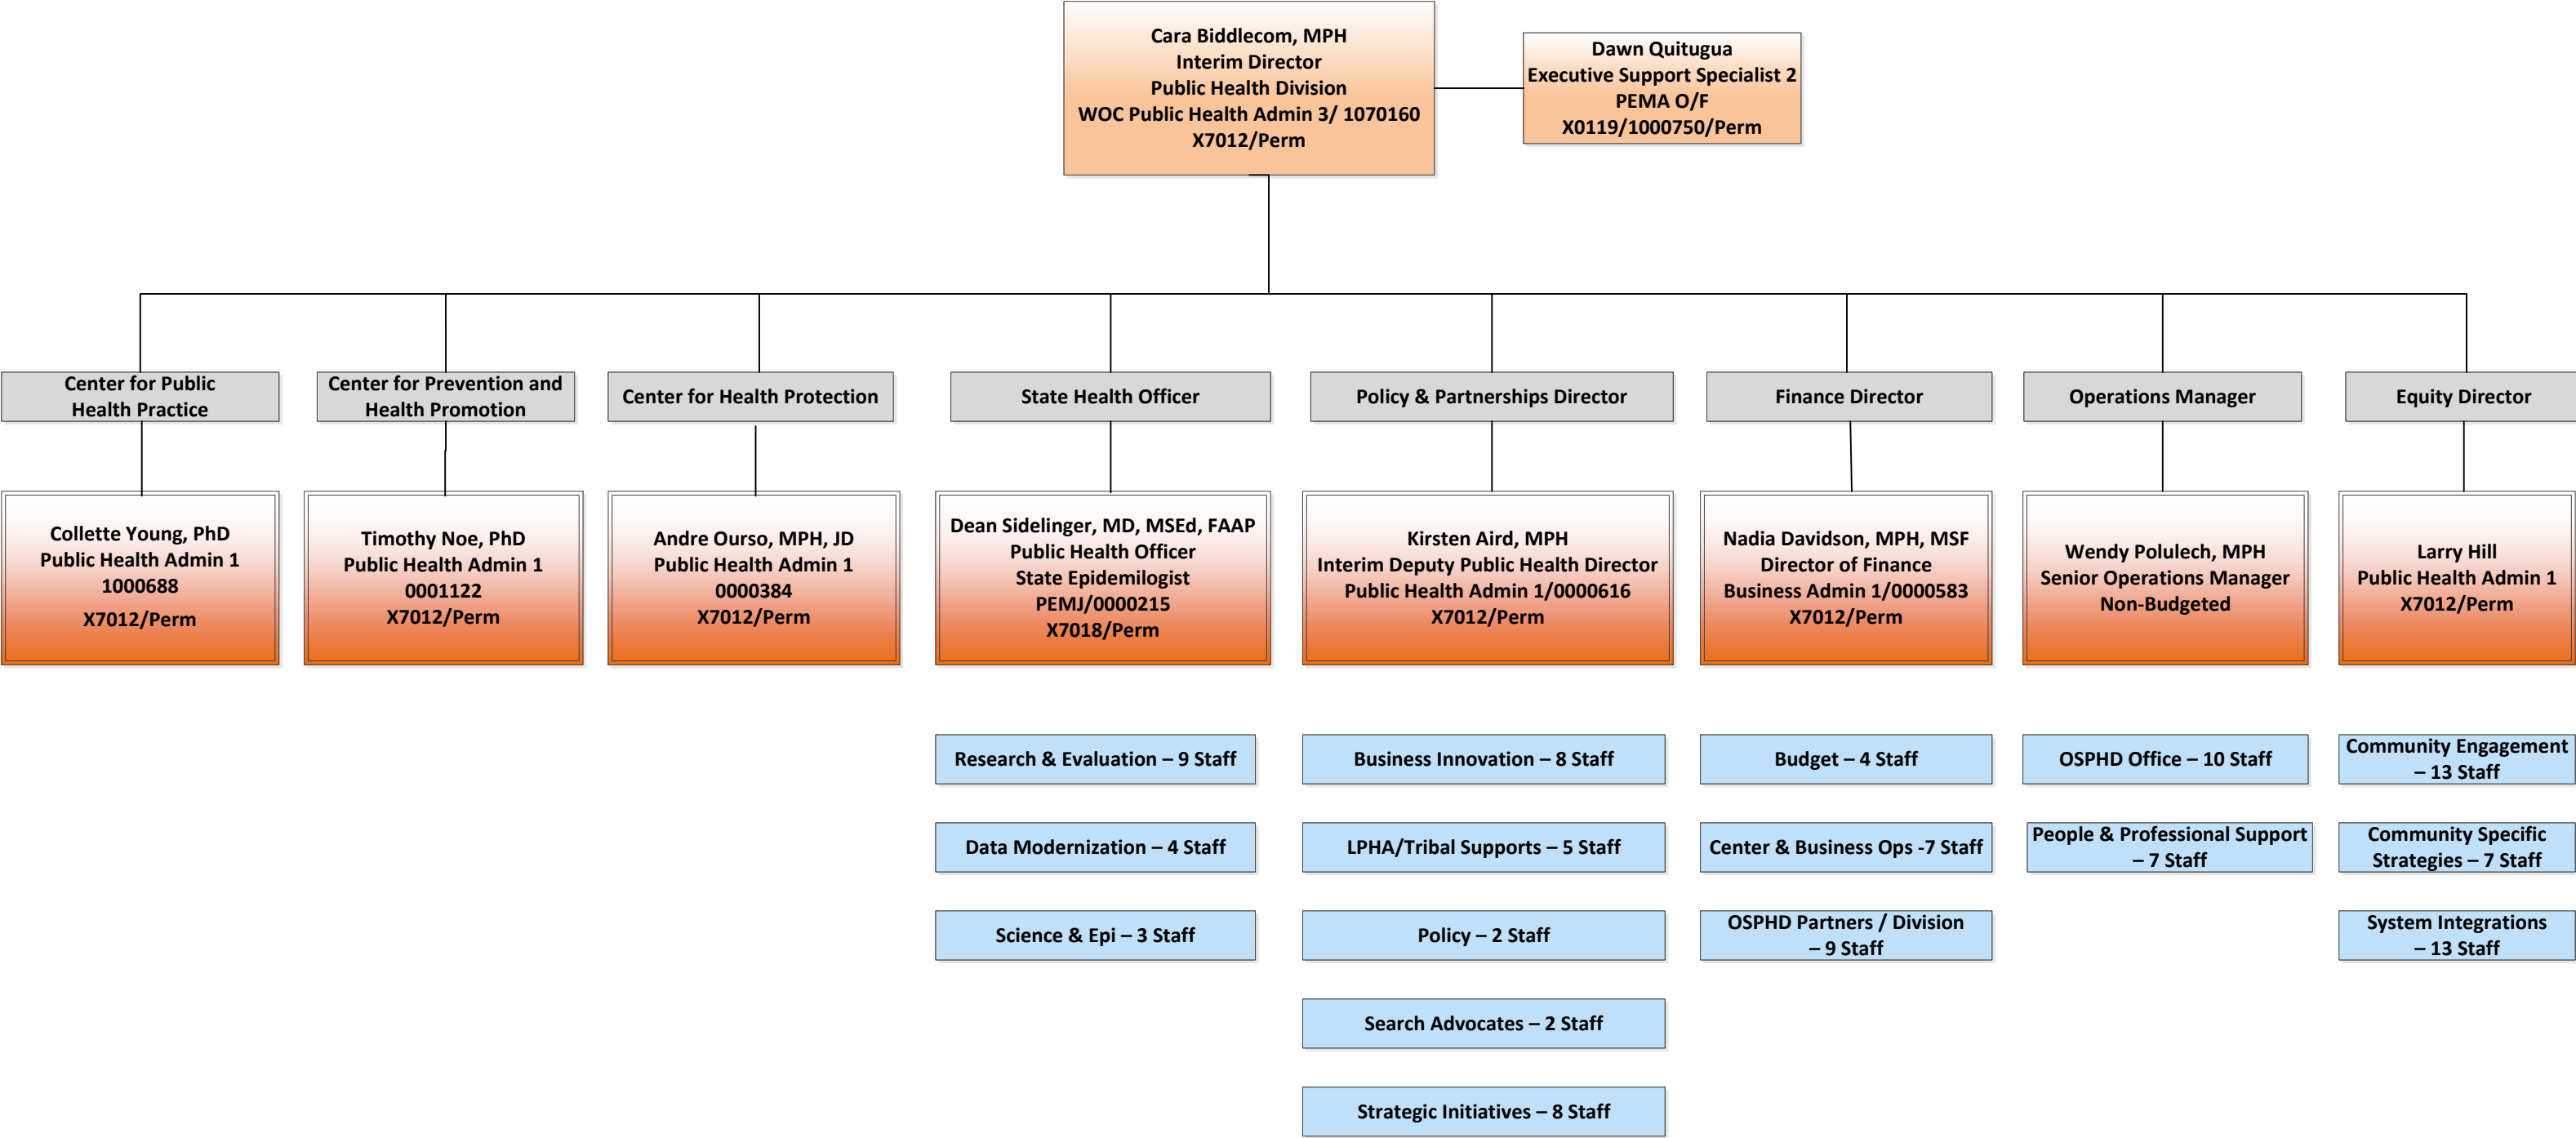 Cara Biddlecom, MPH
Interim Director
Public Health Division
WOC Public Health Admin 3/ 1070160
X7012/Perm
Dawn Quitugua
Executive Support Specialist 2
PEMA O/F
X0119/1000750/Perm
Center for Public
Health Practice
Center for Prevention and
Health Promotion
Center for Health Protection
State Health Officer
Policy & Partnerships Director
Finance Director
Operations Manager
Equity Director
Collette Young, PhD
Public Health Admin 1
1000688
X7012/Perm
Timothy Noe, PhD
Public Health Admin 1
0001122
X7012/Perm
Andre Ourso, MPH, JD
Public Health Admin 1
0000384
X7012/Perm
Dean Sidelinger, MD, MSEd, FAAP
Public Health Officer
State Epidemilogist
PEMJ/0000215
X7018/Perm
Kirsten Aird, MPH
Interim Deputy Public Health Director
Public Health Admin 1/0000616
X7012/Perm
Nadia Davidson, MPH, MSF
Director of Finance
Business Admin 1/0000583
X7012/Perm
Wendy Polulech, MPH
Senior Operations Manager
Non-Budgeted
Larry Hill
Public Health Admin 1
X7012/Perm
Research & Evaluation – 9 Staff
Business Innovation – 8 Staff
Budget – 4 Staff
OSPHD Office – 10 Staff
Community Engagement
– 13 Staff
Data Modernization – 4 Staff
LPHA/Tribal Supports – 5 Staff
Center & Business Ops -7 Staff
People & Professional Support
– 7 Staff
Community Specific
Strategies – 7 Staff
Science & Epi – 3 Staff
Policy – 2 Staff
OSPHD Partners / Division
– 9 Staff
System Integrations
– 13 Staff
Search Advocates – 2 Staff
Strategic Initiatives – 8 Staff